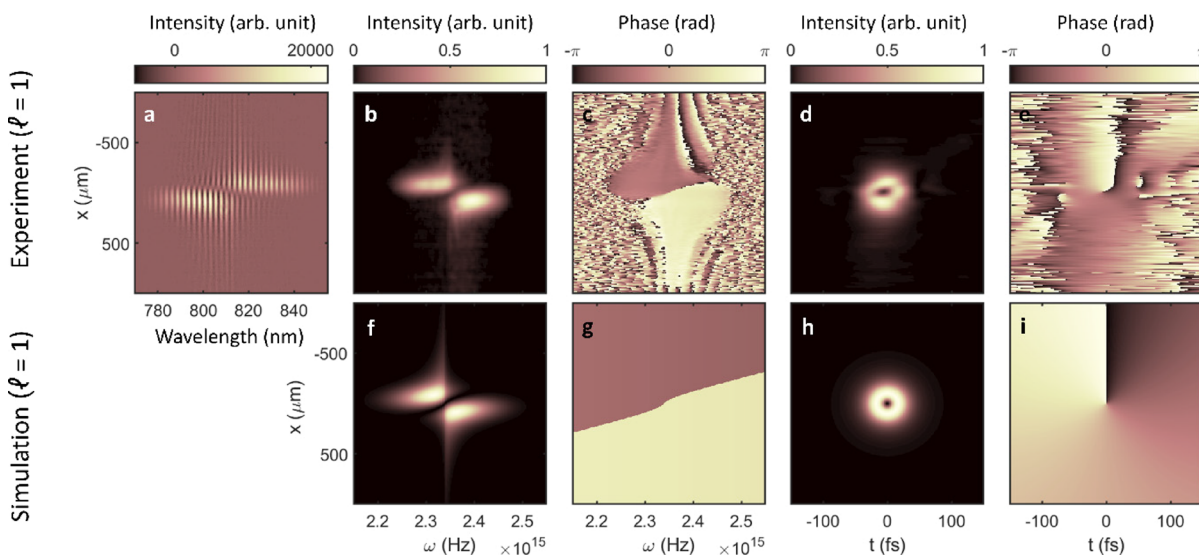 Intensity (arb. unit) Intensity (arb. unit) Phase (rad) Intensity (arb. unit) Phase (rad)
0 20000 0 0.5 1 -π 0 π 0 0.5 1 -π 0
Experiment (ℓ = 1)
a b c d e
x (μm)
-500
500
780 800 820 840
Wavelength (nm)
Simulation (ℓ = 1)
f g h i
x (μm)
-500
500
2.2 2.3 2.4 2.5 2.2 2.3 2.4 2.5 -100 0 100 -100 0 100
ω (Hz) ×10¹⁵ ω (Hz) ×10¹⁵ t (fs) t (fs)